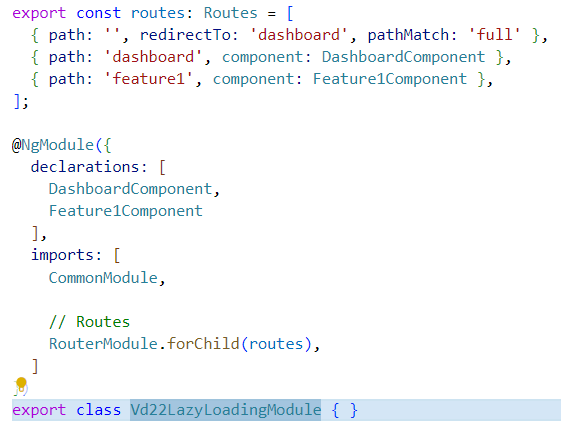 export const routes: Routes = [
  { path: '', redirectTo: 'dashboard', pathMatch: 'full' },
  { path: 'dashboard', component: DashboardComponent },
  { path: 'feature1', component: Feature1Component },
];

@NgModule({
  declarations: [
    DashboardComponent,
    Feature1Component
  ],
  imports: [
    CommonModule,

    // Routes
    RouterModule.forChild(routes),
  ]
})
export class Vd22LazyLoadingModule { }